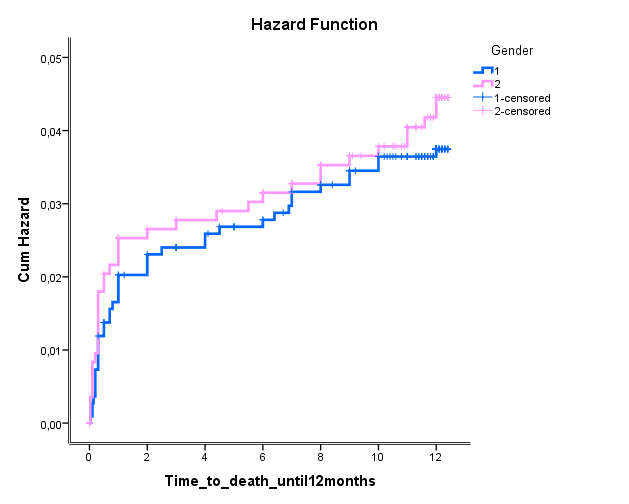 Hazard Function
Gender
1
2
1-censored
2-censored
0,05
0,04
0,03
0,02
0,01
0,00
Cum Hazard
0 2 4 6 8 10 12
Time_to_death_until12months